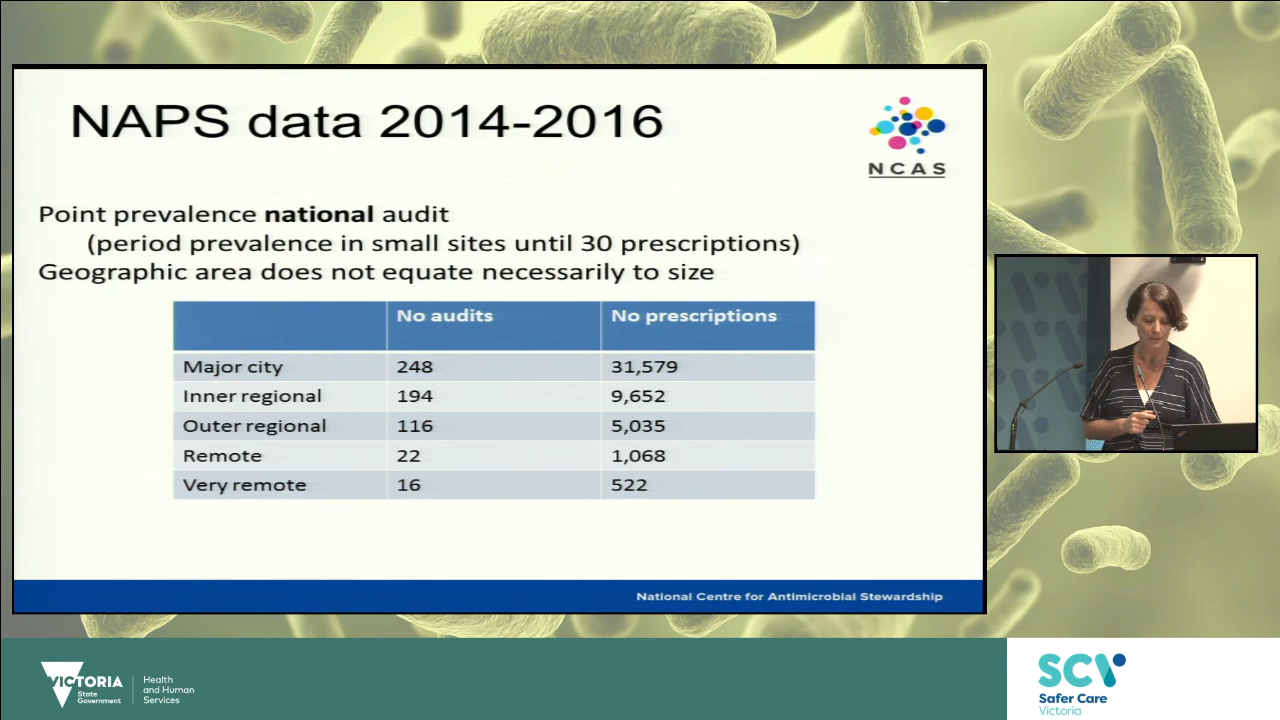 NAPS data 2014-2016
NCAS
Point prevalence national audit
(period prevalence in small sites until 30 prescriptions)
Geographic area does not equate necessarily to size
No audits No prescriptions
Major city 248 31,579
Inner regional 194 9,652
Outer regional 116 5,035
Remote 22 1,068
Very remote 16 522
National Centre for Antimicrobial Stewardship
VICTORIA
State
Government
Health
and Human
Services
SCV
Safer Care
Victoria